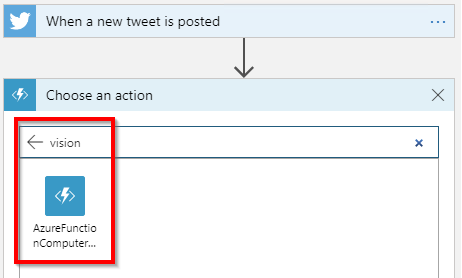 When a new tweet is posted
Choose an action
vision
AzureFunctio
nComputer...